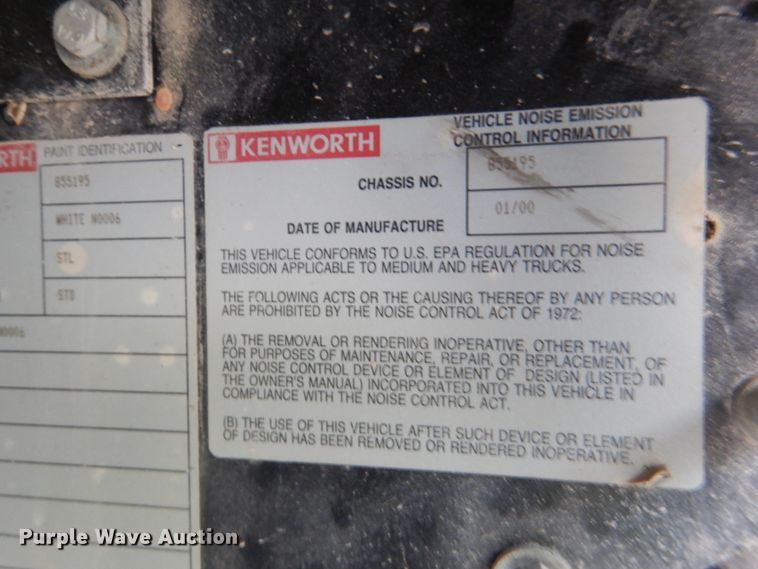 RTH PAINT IDENTIFICATION
855195
WHITE N0006
STL
STD
N0006
KENWORTH
VEHICLE NOISE EMISSION
CONTROL INFORMATION
CHASSIS NO. 855195
DATE OF MANUFACTURE 01/00
THIS VEHICLE CONFORMS TO U.S. EPA REGULATION FOR NOISE
EMISSION APPLICABLE TO MEDIUM AND HEAVY TRUCKS.
THE FOLLOWING ACTS OR THE CAUSING THEREOF BY ANY PERSON
ARE PROHIBITED BY THE NOISE CONTROL ACT OF 1972:
(A) THE REMOVAL OR RENDERING INOPERATIVE, OTHER THAN
FOR PURPOSES OF MAINTENANCE, REPAIR, OR REPLACEMENT, OF
ANY NOISE CONTROL DEVICE OR ELEMENT OF DESIGN (LISTED IN
THE OWNER'S MANUAL) INCORPORATED INTO THIS VEHICLE IN
COMPLIANCE WITH THE NOISE CONTROL ACT.
(B) THE USE OF THIS VEHICLE AFTER SUCH DEVICE OR ELEMENT
OF DESIGN HAS BEEN REMOVED OR RENDERED INOPERATIVE.
Purple Wave Auction